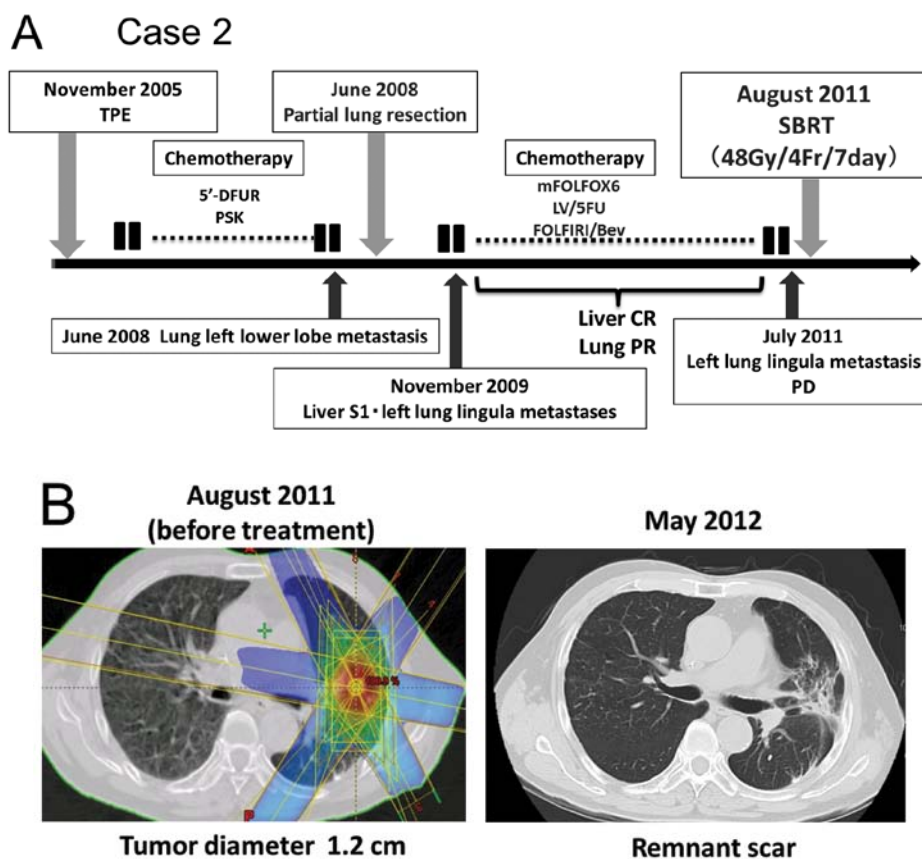 A Case 2
November 2005
TPE
June 2008
Partial lung resection
August 2011
SBRT
（48Gy/4Fr/7day）
Chemotherapy
5’-DFUR
PSK
Chemotherapy
mFOLFOX6
LV/5FU
FOLFIRI/Bev
June 2008 Lung left lower lobe metastasis
Liver CR
Lung PR
November 2009
Liver S1・left lung lingula metastases
July 2011
Left lung lingula metastasis
PD
B
August 2011
(before treatment)
May 2012
P
Tumor diameter 1.2 cm
Remnant scar